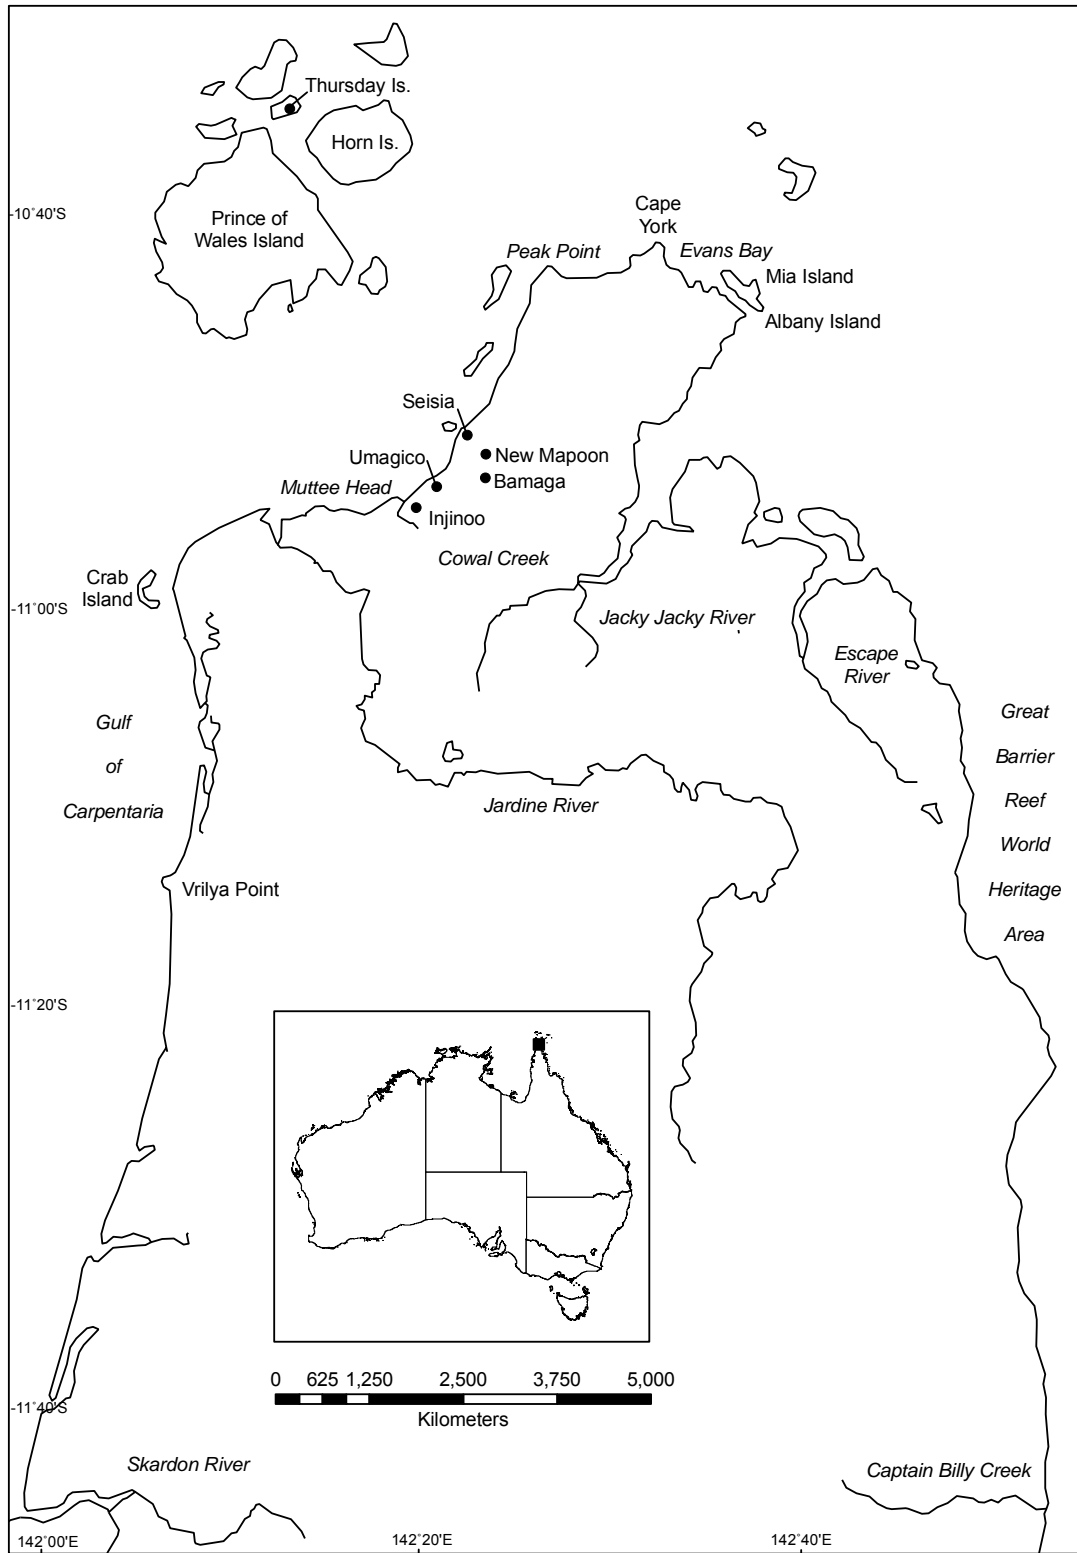 Thursday Is.
Horn Is.
-10°40'S
Prince of
Wales Island
Cape
York
Peak Point
Evans Bay
Mia Island
Albany Island
Seisia
New Mapoon
Umagico
Bamaga
Muttee Head
Injinoo
Cowal Creek
Crab
Island
-11°00'S
Jacky Jacky River
Escape
River
Gulf
of
Carpentaria
Great
Barrier
Reef
World
Heritage
Area
Jardine River
Vrilya Point
-11°20'S
0 625 1,250 2,500 3,750 5,000
Kilometers
-11°40'S
Skardon River
Captain Billy Creek
142°00'E
142°20'E
142°40'E